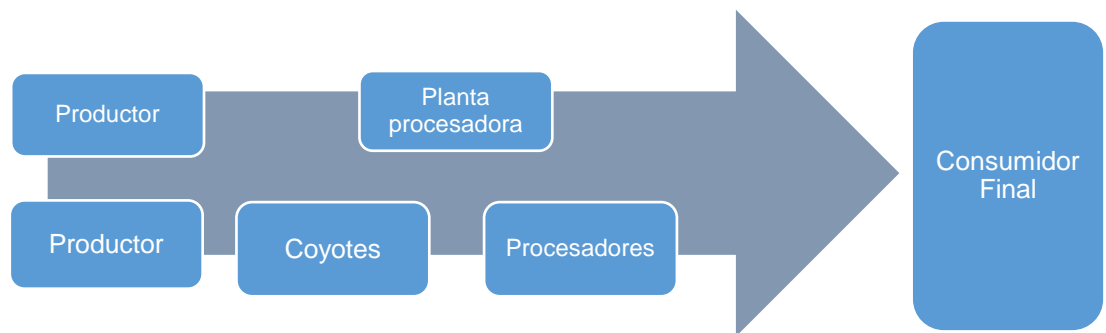 Productor
Planta
procesadora
Productor
Coyotes
Procesadores
Consumidor
Final